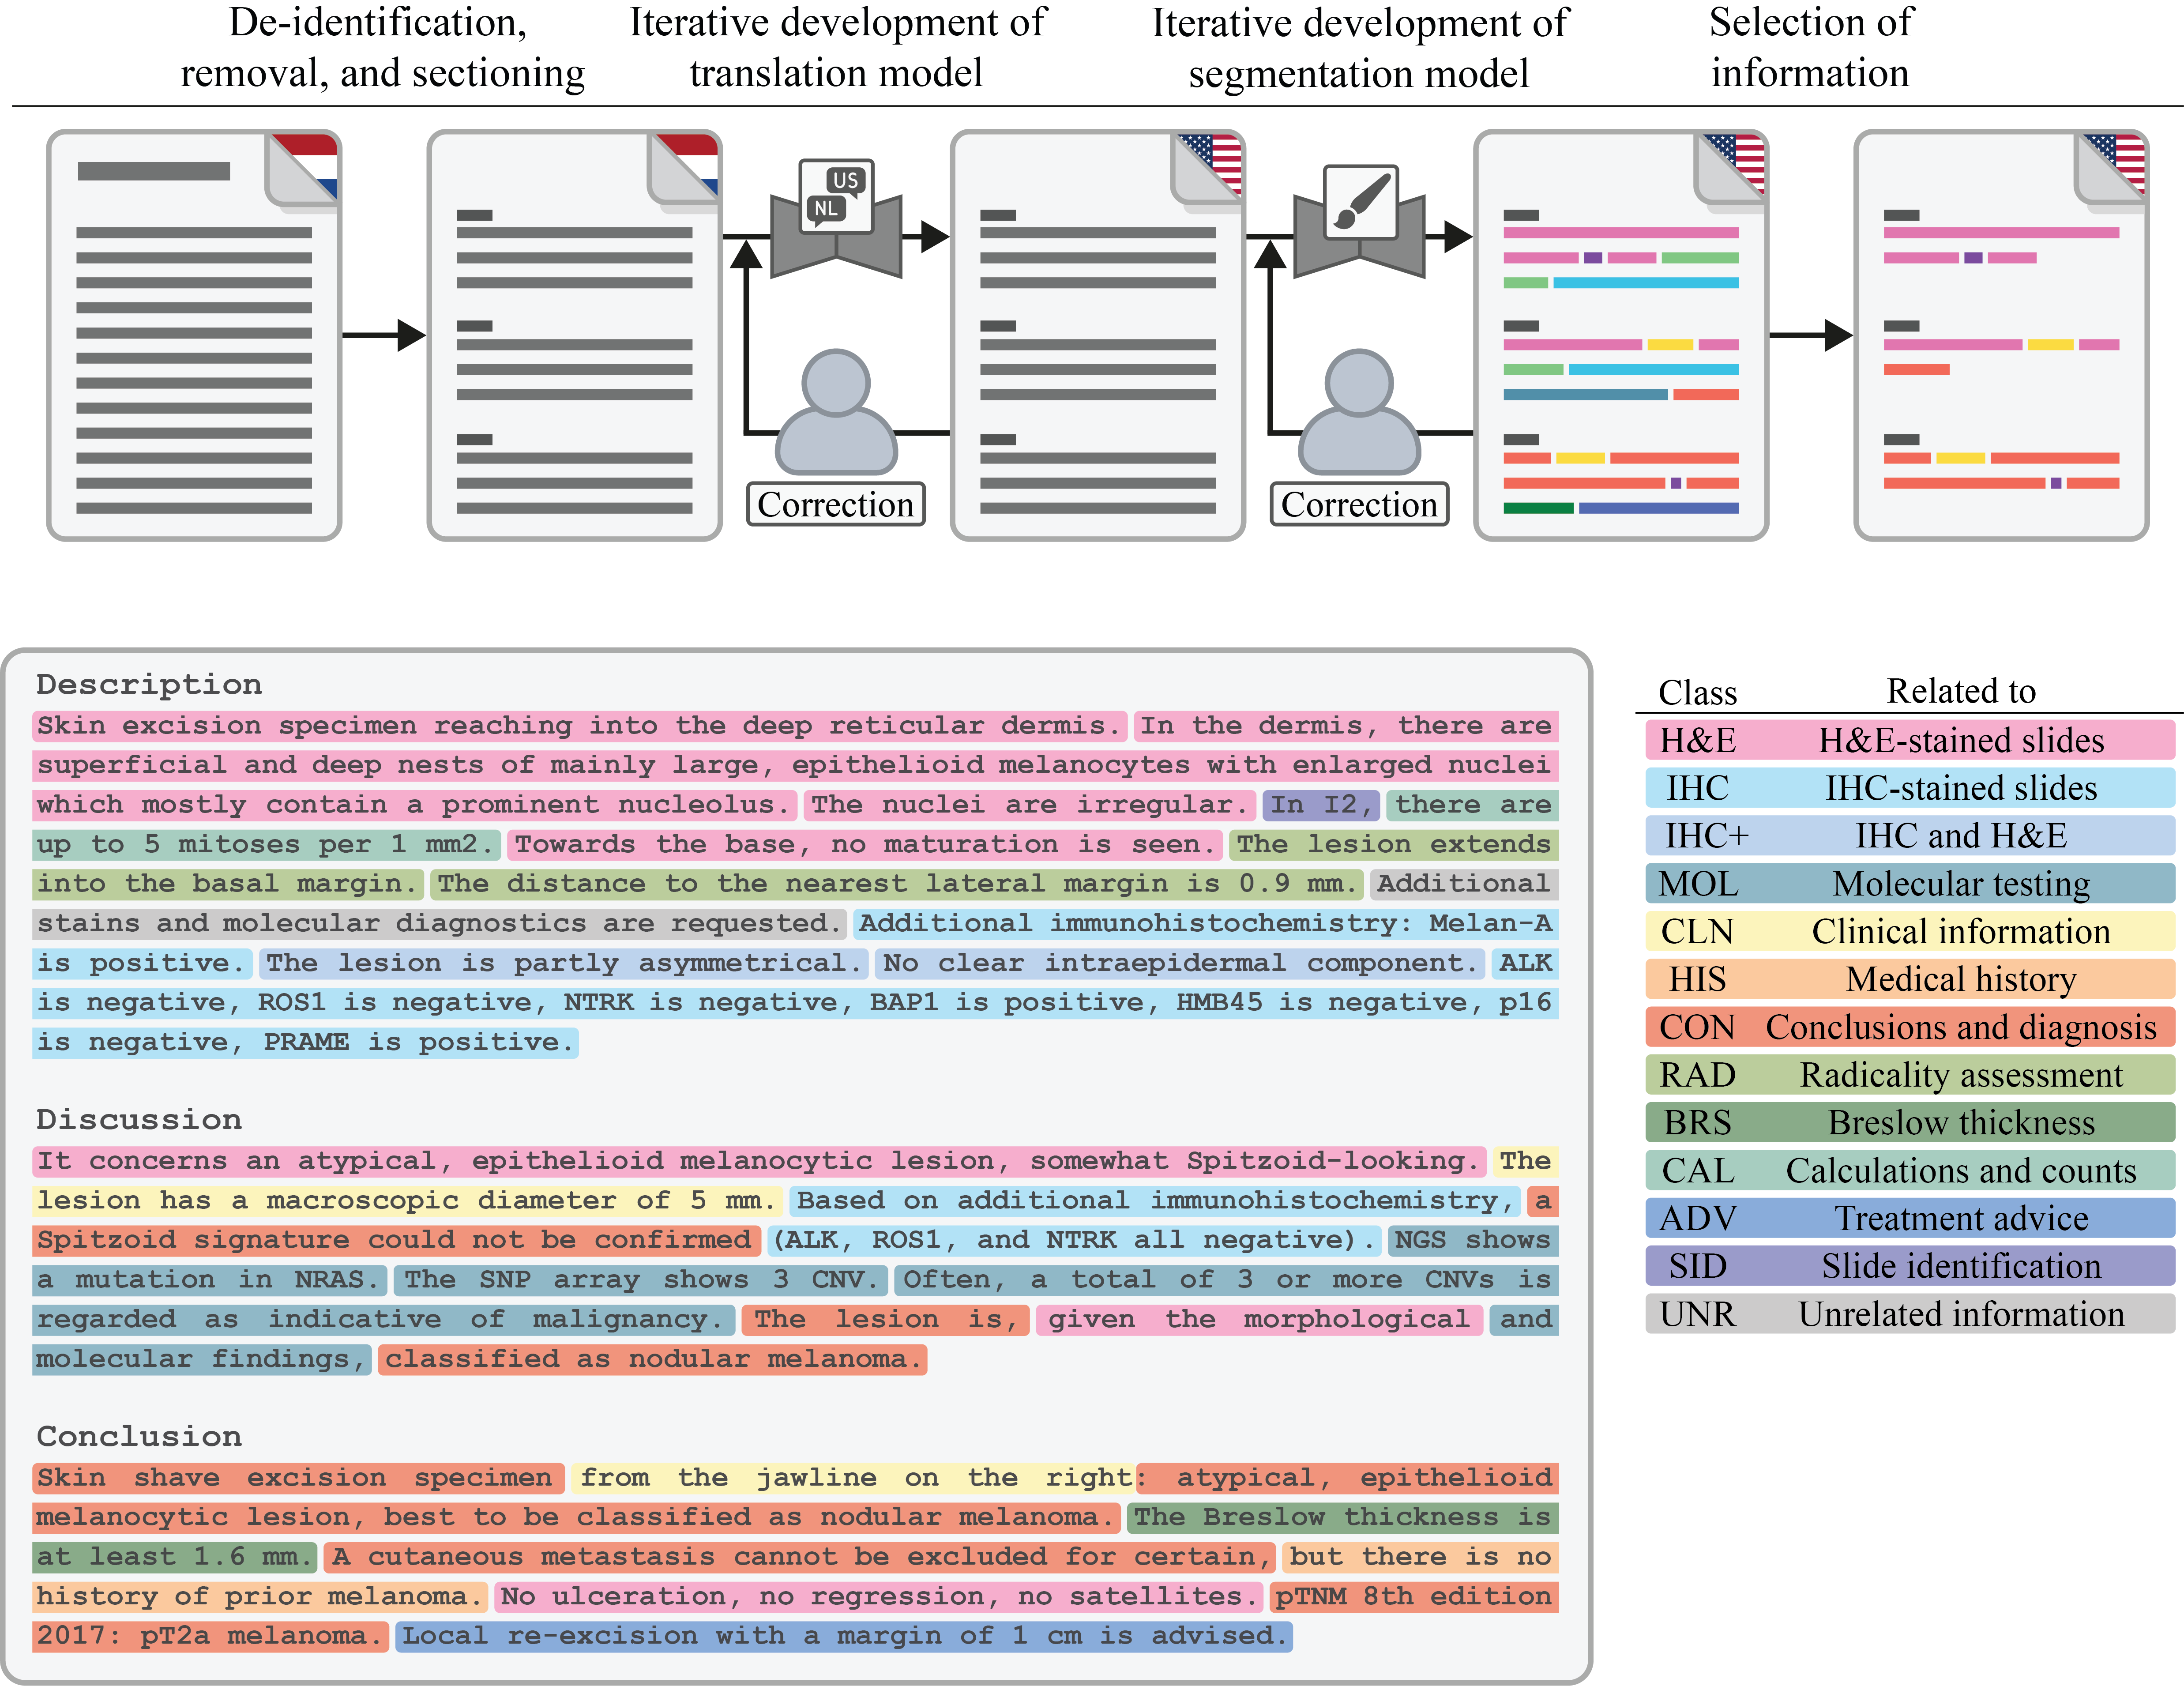 De-identification,
removal, and sectioning
Iterative development of
translation model
Iterative development of
segmentation model
Selection of
information
US
NL
Correction
Correction
Description
Skin excision specimen reaching into the deep reticular dermis. In the dermis, there are
superficial and deep nests of mainly large, epithelioid melanocytes with enlarged nuclei
which mostly contain a prominent nucleolus. The nuclei are irregular. In I2, there are
up to 5 mitoses per 1 mm2. Towards the base, no maturation is seen. The lesion extends
into the basal margin. The distance to the nearest lateral margin is 0.9 mm. Additional
stains and molecular diagnostics are requested. Additional immunohistochemistry: Melan-A
is positive. The lesion is partly asymmetrical. No clear intraepidermal component. ALK
is negative, ROS1 is negative, NTRK is negative, BAP1 is positive, HMB45 is negative, p16
is negative, PRAME is positive.
Discussion
It concerns an atypical, epithelioid melanocytic lesion, somewhat Spitzoid-looking. The
lesion has a macroscopic diameter of 5 mm. Based on additional immunohistochemistry, a
Spitzoid signature could not be confirmed (ALK, ROS1, and NTRK all negative). NGS shows
a mutation in NRAS. The SNP array shows 3 CNV. Often, a total of 3 or more CNVs is
regarded as indicative of malignancy. The lesion is, given the morphological and
molecular findings, classified as nodular melanoma.
Conclusion
Skin shave excision specimen from the jawline on the right: atypical, epithelioid
melanocytic lesion, best to be classified as nodular melanoma. The Breslow thickness is
at least 1.6 mm. A cutaneous metastasis cannot be excluded for certain, but there is no
history of prior melanoma. No ulceration, no regression, no satellites. pTNM 8th edition
2017: pT2a melanoma. Local re-excision with a margin of 1 cm is advised.
Class Related to
H&E H&E-stained slides
IHC IHC-stained slides
IHC+ IHC and H&E
MOL Molecular testing
CLN Clinical information
HIS Medical history
CON Conclusions and diagnosis
RAD Radicality assessment
BRS Breslow thickness
CAL Calculations and counts
ADV Treatment advice
SID Slide identification
UNR Unrelated information